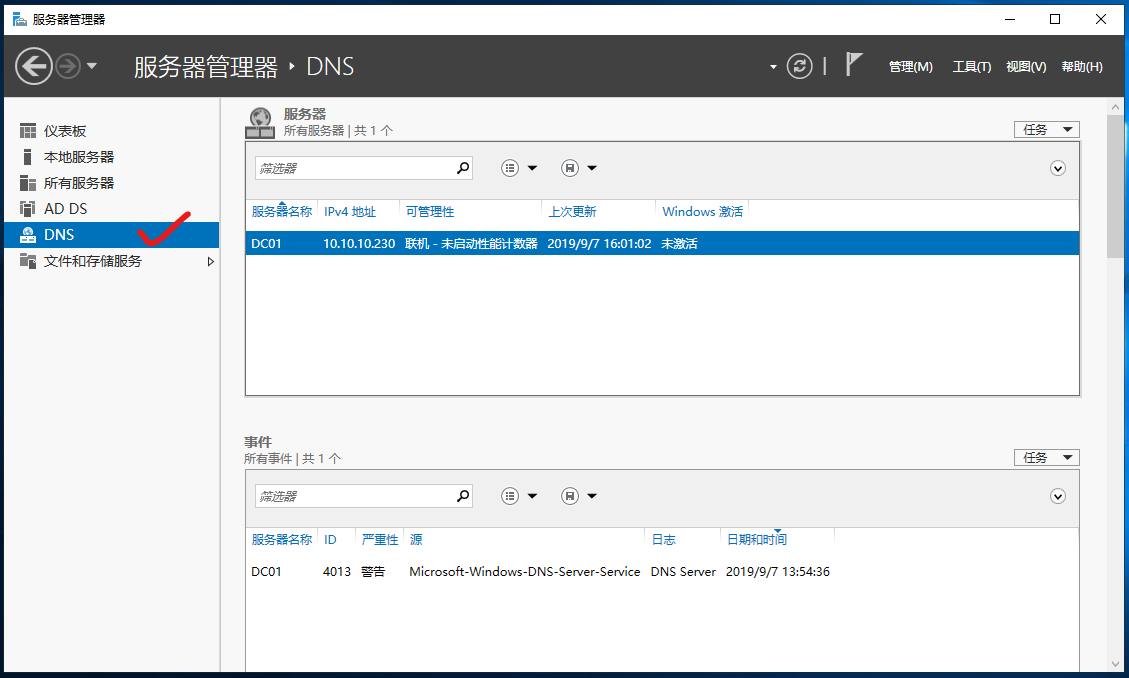 服务器管理器
服务器管理器 DNS
管理(M) 工具(T) 视图(V) 帮助(H)
仪表板
本地服务器
所有服务器
AD DS
DNS
文件和存储服务
服务器
所有服务器 | 共 1 个
任务
筛选器
服务器名称 IPv4 地址 可管理性 上次更新 Windows 激活
DC01 10.10.10.230 联机 - 未启动性能计数器 2019/9/7 16:01:02 未激活
事件
所有事件 | 共 1 个
任务
筛选器
服务器名称 ID 严重性 源 日志 日期和时间
DC01 4013 警告 Microsoft-Windows-DNS-Server-Service DNS Server 2019/9/7 13:54:36